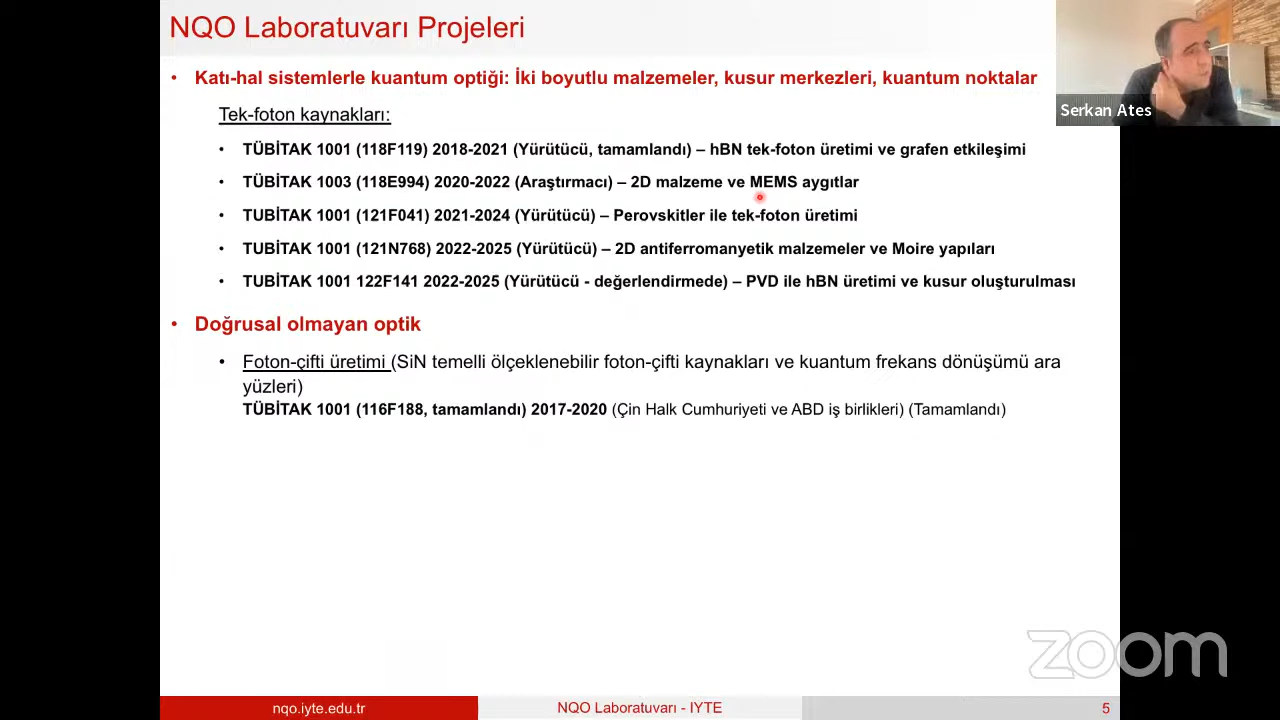 NQO Laboratuvarı Projeleri
• Katı-hal sistemlerle kuantum optiği: İki boyutlu malzemeler, kusur merkezleri, kuantum noktalar
Serkan Ates
Tek-foton kaynakları:
• TÜBİTAK 1001 (118F119) 2018-2021 (Yürütücü, tamamlandı) – hBN tek-foton üretimi ve grafen etkileşimi
• TÜBİTAK 1003 (118E994) 2020-2022 (Araştırmacı) – 2D malzeme ve MEMS aygıtlar
• TUBİTAK 1001 (121F041) 2021-2024 (Yürütücü) – Perovskitler ile tek-foton üretimi
• TUBİTAK 1001 (121N768) 2022-2025 (Yürütücü) – 2D antiferromanyetik malzemeler ve Moire yapıları
• TUBİTAK 1001 122F141 2022-2025 (Yürütücü - değerlendirmede) – PVD ile hBN üretimi ve kusur oluşturulması
• Doğrusal olmayan optik
• Foton-çifti üretimi (SiN temelli ölçeklenebilir foton-çifti kaynakları ve kuantum frekans dönüşümü ara
yüzleri)
TÜBİTAK 1001 (116F188, tamamlandı) 2017-2020 (Çin Halk Cumhuriyeti ve ABD iş birlikleri) (Tamamlandı)
zoom
nqo.iyte.edu.tr
NQO Laboratuvarı - IYTE
5